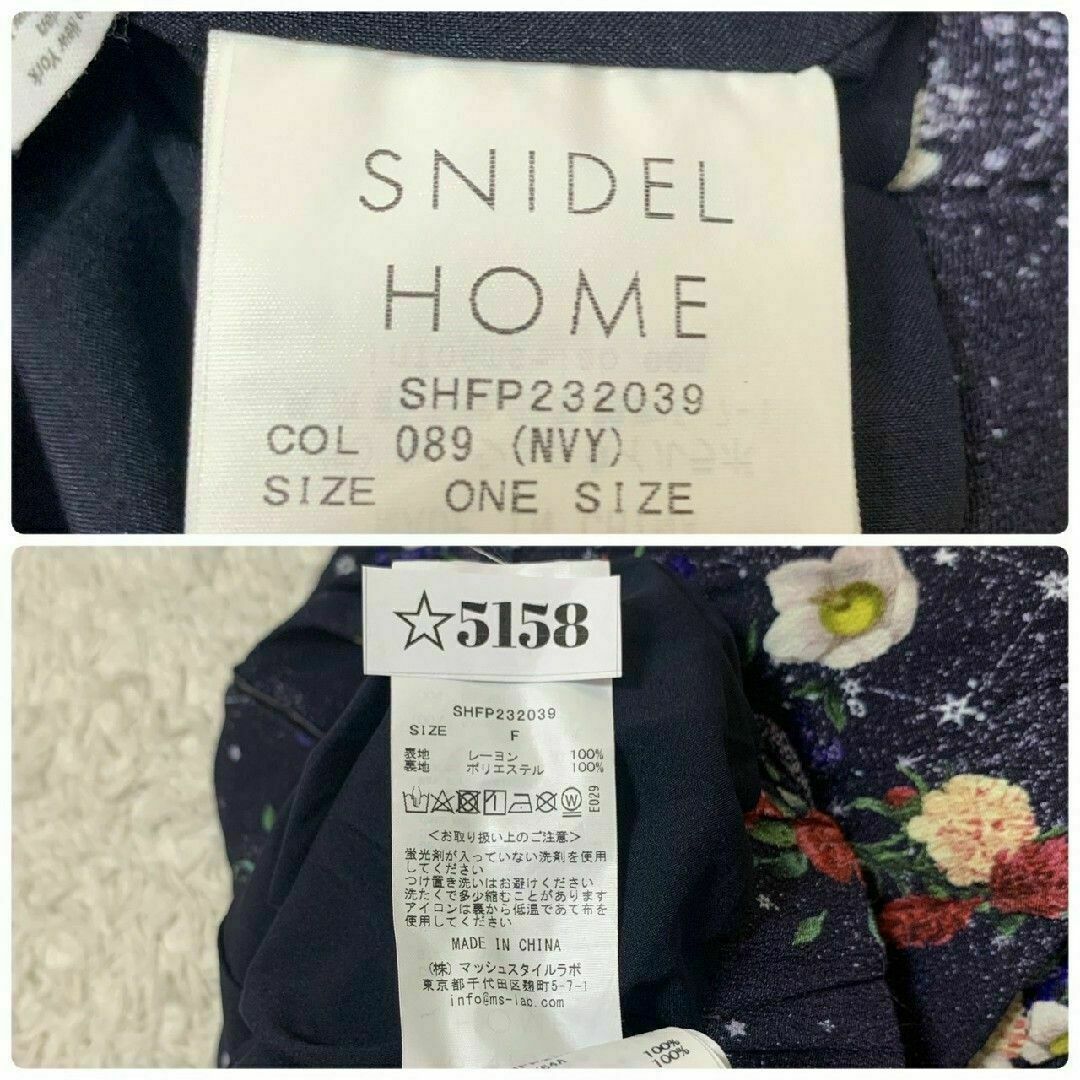 New York
SNIDEL
HOME
SHFP232039
COL 089 (NVY)
SIZE ONE SIZE
☆5158
SHFP232039
SIZE F
表地 レーヨン 100%
裏地 ポリエステル 100%
E029
<お取り扱い上のご注意>
蛍光剤が入っていない洗剤を使用
してください
つけ置き洗いはお避けください
洗たくで多少縮むことがあります
アイロンは裏から低温であて布を
使用してください
MADE IN CHINA
(株)マッシュスタイルラボ
東京都千代田区麹町5-7-1
info@ms-lab.com
100%
100%